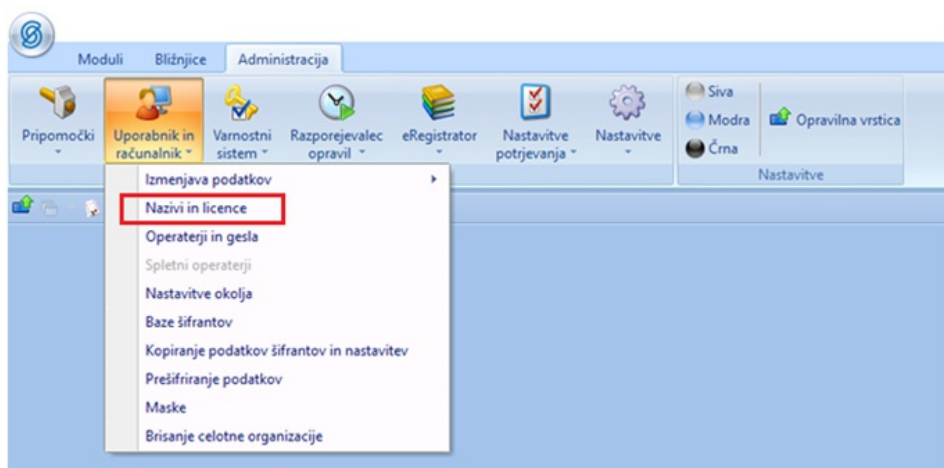 Moduli Bližnjice Administracija
Pripomočki
Uporabnik in
računalnik
Varnostni
sistem
Razporejevalec
opravil
eRegistrator
Nastavitve
potrjevanja
Nastavitve
Siva
Modra
Črna
Opravilna vrstica
Nastavitve
Izmenjava podatkov
Nazivi in licence
Operaterji in gesla
Spletni operaterji
Nastavitve okolja
Baze šifrantov
Kopiranje podatkov šifrantov in nastavitev
Prešifriranje podatkov
Maske
Brisanje celotne organizacije